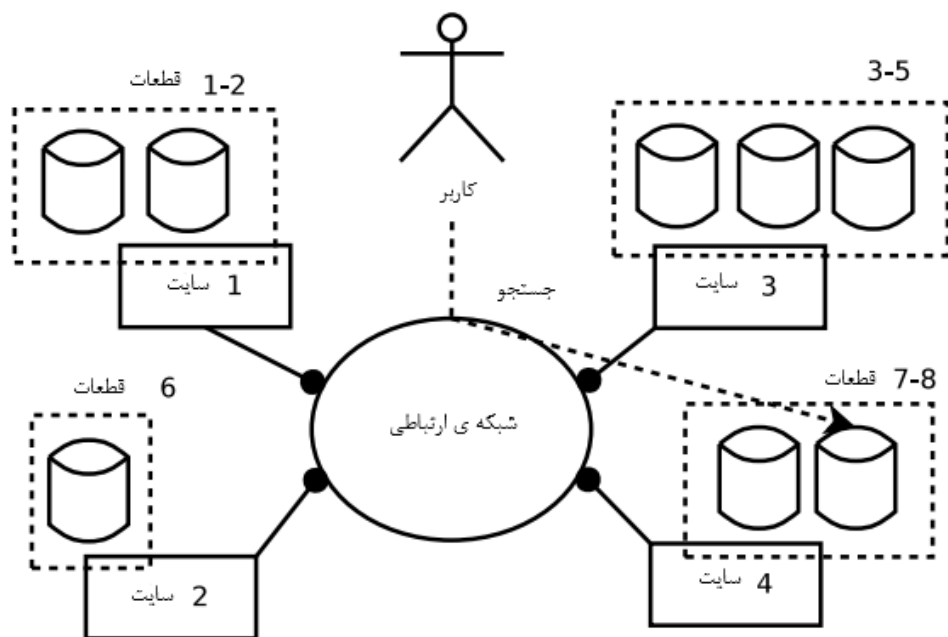 قطعات 1-2
3-5
کاربر
سایت 1
جستجو
سایت 3
قطعات 6
قطعات 7-8
شبکه ی ارتباطی
سایت 2
سایت 4